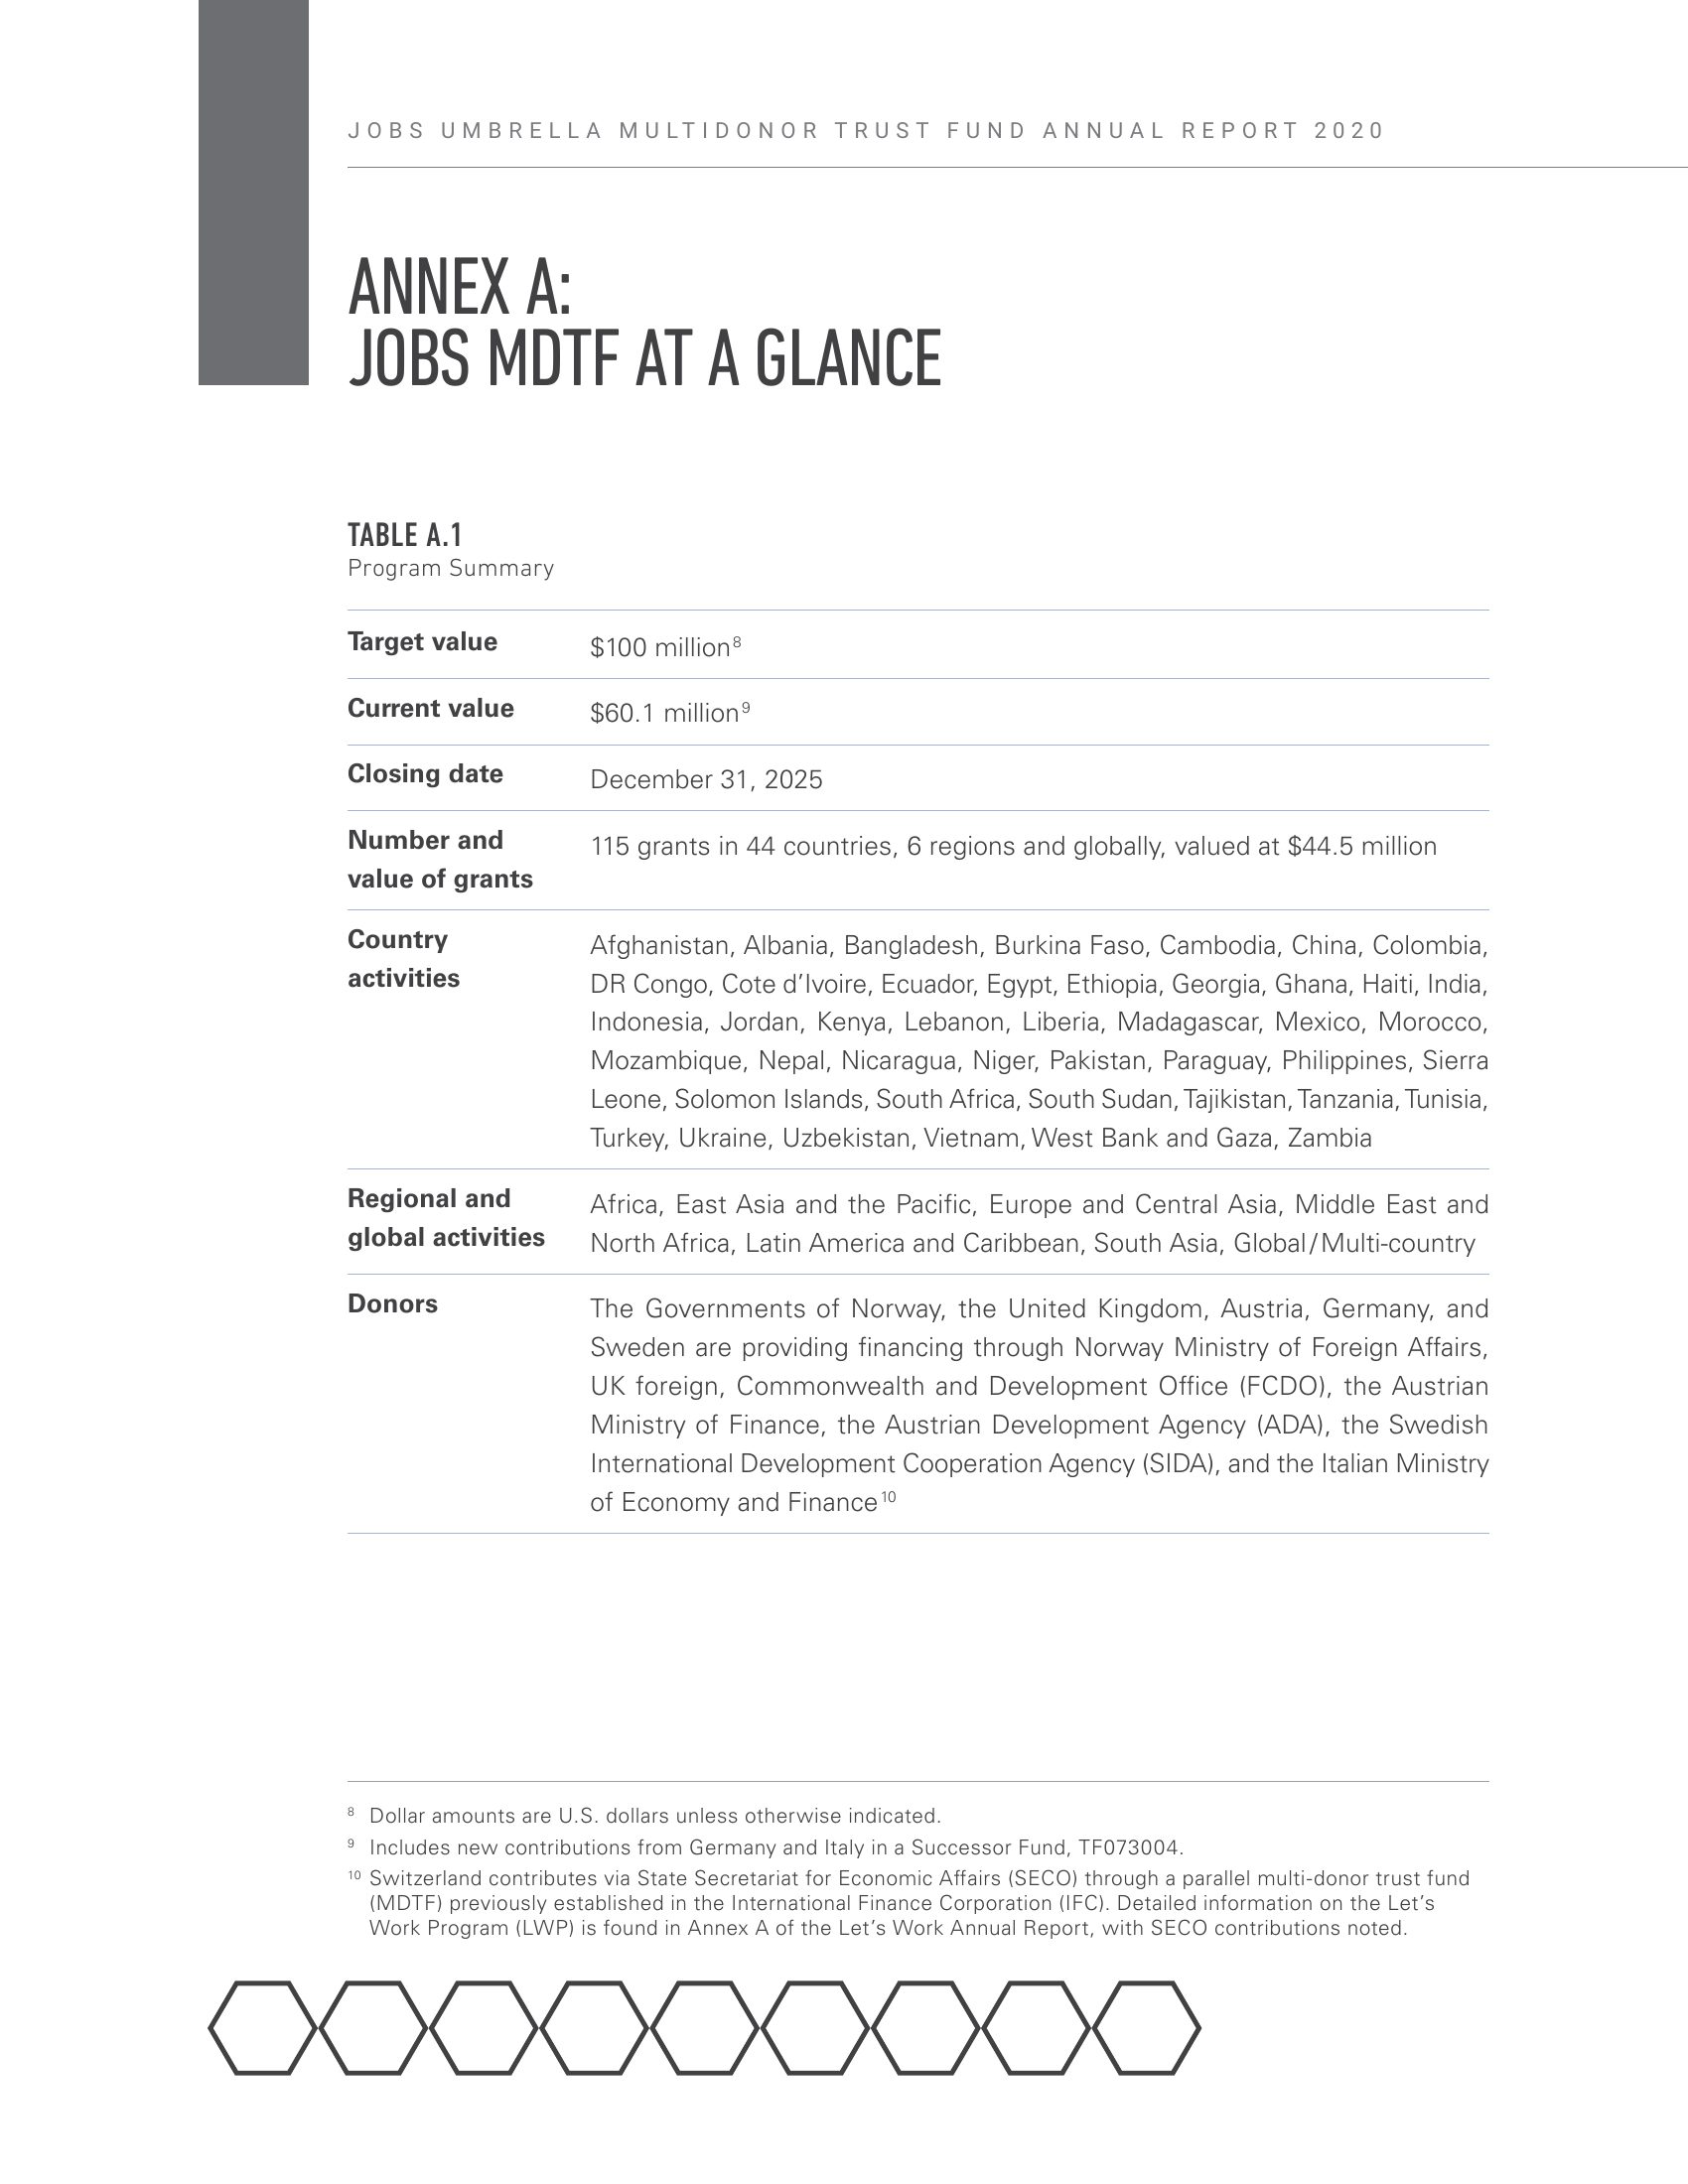 JOBS UMBRELLA MULTIDONOR TRUST FUND ANNUAL REPORT 2020
ANNEX A:
JOBS MDTF AT A GLANCE
TABLE A.1
Program Summary
Target value $100 million⁸
Current value $60.1 million⁹
Closing date December 31, 2025
Number and value of grants 115 grants in 44 countries, 6 regions and globally, valued at $44.5 million
Country activities
Afghanistan, Albania, Bangladesh, Burkina Faso, Cambodia, China, Colombia,
DR Congo, Cote d’Ivoire, Ecuador, Egypt, Ethiopia, Georgia, Ghana, Haiti, India,
Indonesia, Jordan, Kenya, Lebanon, Liberia, Madagascar, Mexico, Morocco,
Mozambique, Nepal, Nicaragua, Niger, Pakistan, Paraguay, Philippines, Sierra
Leone, Solomon Islands, South Africa, South Sudan, Tajikistan, Tanzania, Tunisia,
Turkey, Ukraine, Uzbekistan, Vietnam, West Bank and Gaza, Zambia
Regional and
global activities
Africa, East Asia and the Pacific, Europe and Central Asia, Middle East and
North Africa, Latin America and Caribbean, South Asia, Global/Multi-country
Donors
The Governments of Norway, the United Kingdom, Austria, Germany, and
Sweden are providing financing through Norway Ministry of Foreign Affairs,
UK foreign, Commonwealth and Development Office (FCDO), the Austrian
Ministry of Finance, the Austrian Development Agency (ADA), the Swedish
International Development Cooperation Agency (SIDA), and the Italian Ministry
of Economy and Finance¹⁰
⁸ Dollar amounts are U.S. dollars unless otherwise indicated.
⁹ Includes new contributions from Germany and Italy in a Successor Fund, TF073004.
¹⁰ Switzerland contributes via State Secretariat for Economic Affairs (SECO) through a parallel multi-donor trust fund
(MDTF) previously established in the International Finance Corporation (IFC). Detailed information on the Let’s
Work Program (LWP) is found in Annex A of the Let’s Work Annual Report, with SECO contributions noted.